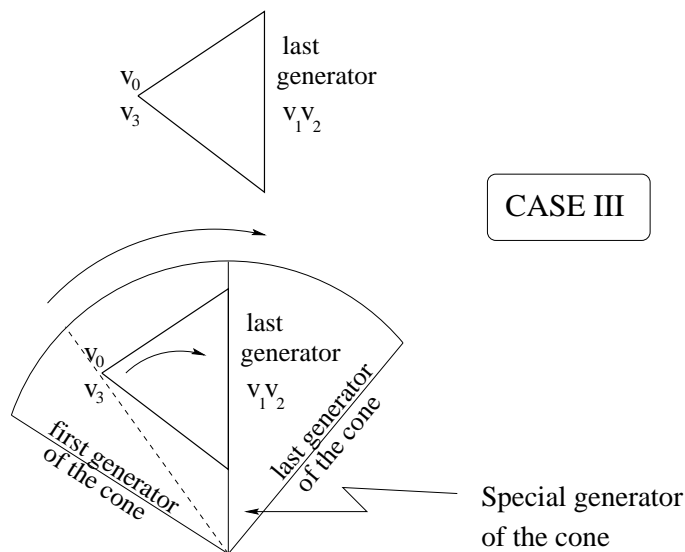 last
generator
v₀
v₃
v₁v₂
CASE III
last
generator
v₀
v₃
v₁v₂
first generator
of the cone
last generator
of the cone
Special generator
of the cone